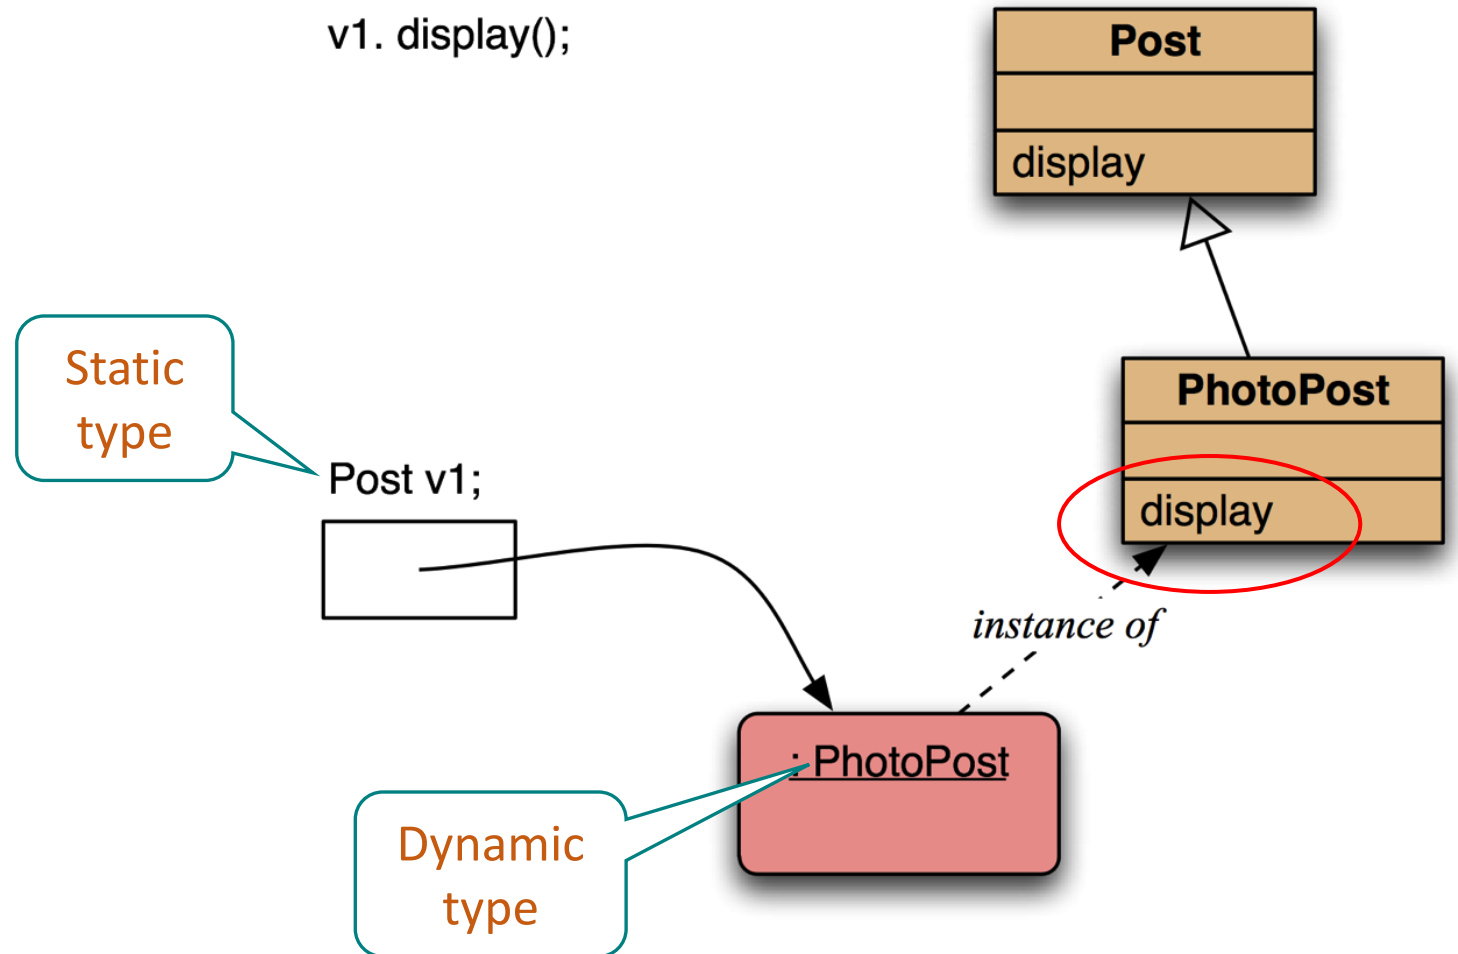 v1. display();
Post
display
Static
type
PhotoPost
Post v1;
display
instance of
: PhotoPost
Dynamic
type